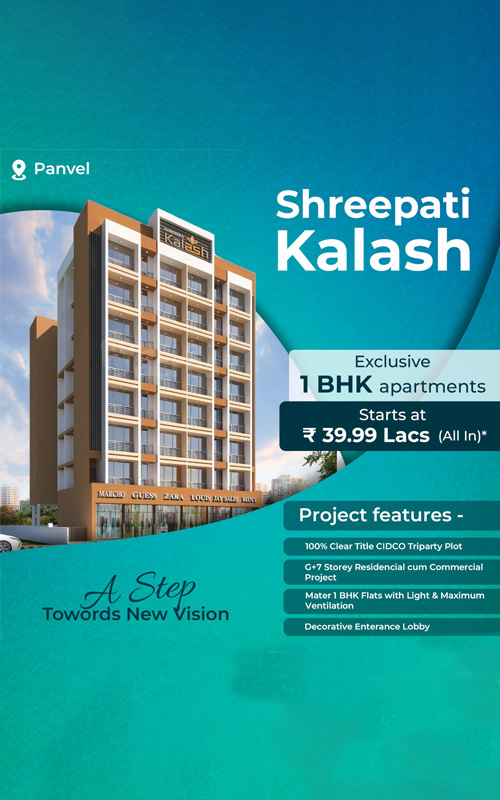 Panvel
Shreepati
Kalash
Kalash
Exclusive
1 BHK apartments
Starts at
₹ 39.99 Lacs (All In)*
MARCHO GUESS ZARA LOUIS JAY SALES MINT
Project features -
100% Clear Title CIDCO Triparty Plot
G+7 Storey Residencial cum Commercial
Project
Mater 1 BHK Flats with Light & Maximum
Ventilation
Decorative Enterance Lobby
A Step
Towords New Vision